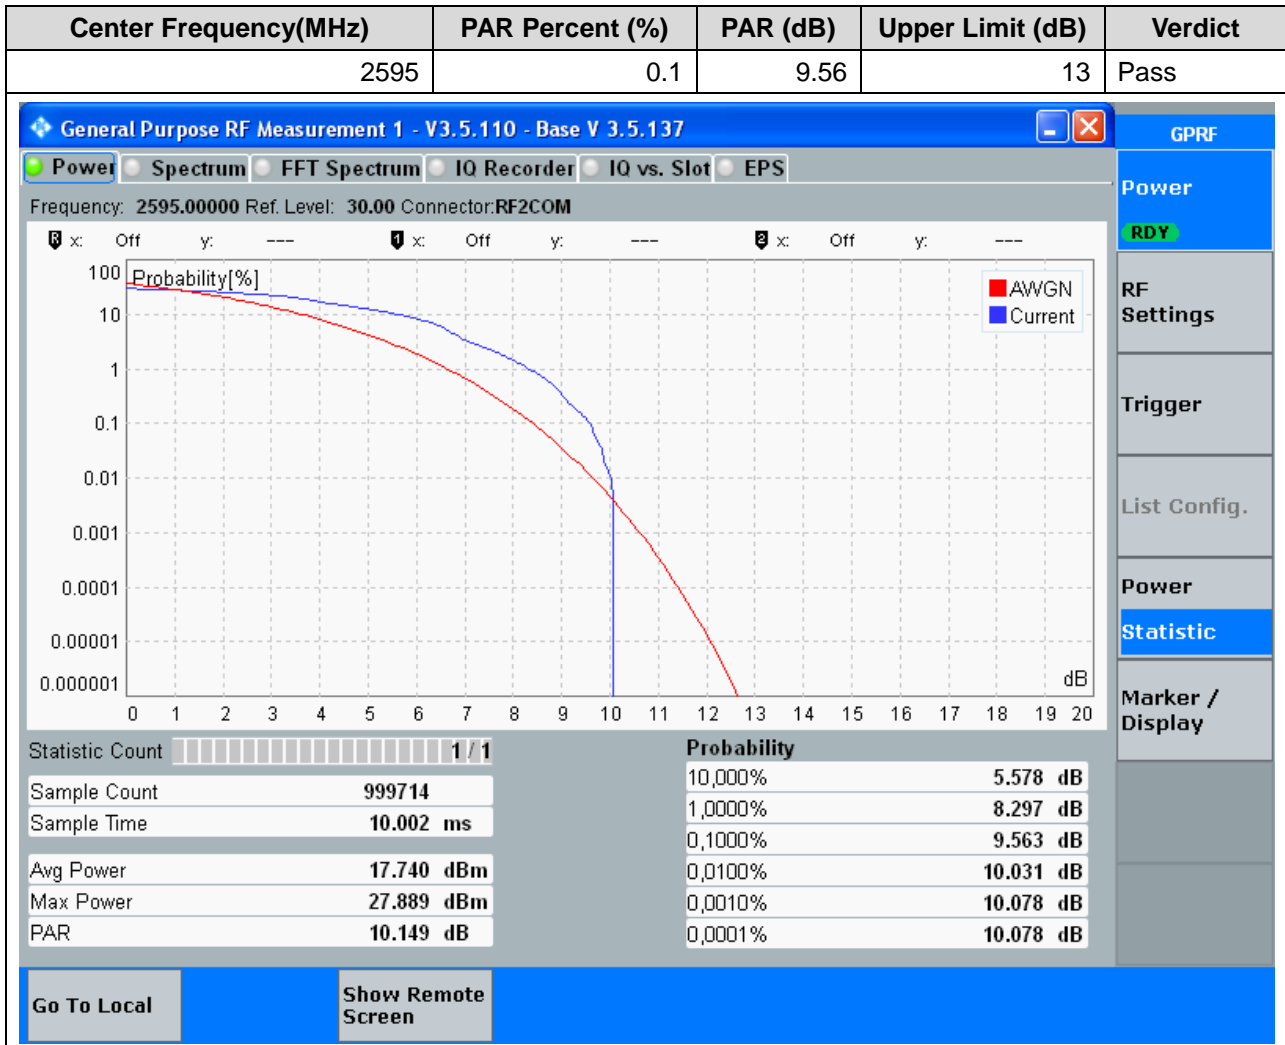 Center Frequency(MHz) PAR Percent (%) PAR (dB) Upper Limit (dB) Verdict
2595 0.1 9.56 13 Pass
General Purpose RF Measurement 1 - V3.5.110 - Base V 3.5.137
GPRF
Power Spectrum FFT Spectrum IQ Recorder IQ vs. Slot EPS
Power
RDY
Frequency: 2595.00000 Ref. Level: 30.00 Connector:RF2COM
R x: Off y: --- 1 x: Off y: --- 2 x: Off y: ---
Probability[%]
AWGN
Current
100
10
1
0.1
0.01
0.001
0.0001
0.00001
0.000001
dB
0 1 2 3 4 5 6 7 8 9 10 11 12 13 14 15 16 17 18 19 20
RF
Settings
Trigger
List Config.
Power
Statistic
Marker /
Display
Statistic Count 1 / 1
Sample Count 999714
Sample Time 10.002 ms
Avg Power 17.740 dBm
Max Power 27.889 dBm
PAR 10.149 dB
Probability
10,000% 5.578 dB
1,0000% 8.297 dB
0,1000% 9.563 dB
0,0100% 10.031 dB
0,0010% 10.078 dB
0,0001% 10.078 dB
Go To Local
Show Remote
Screen